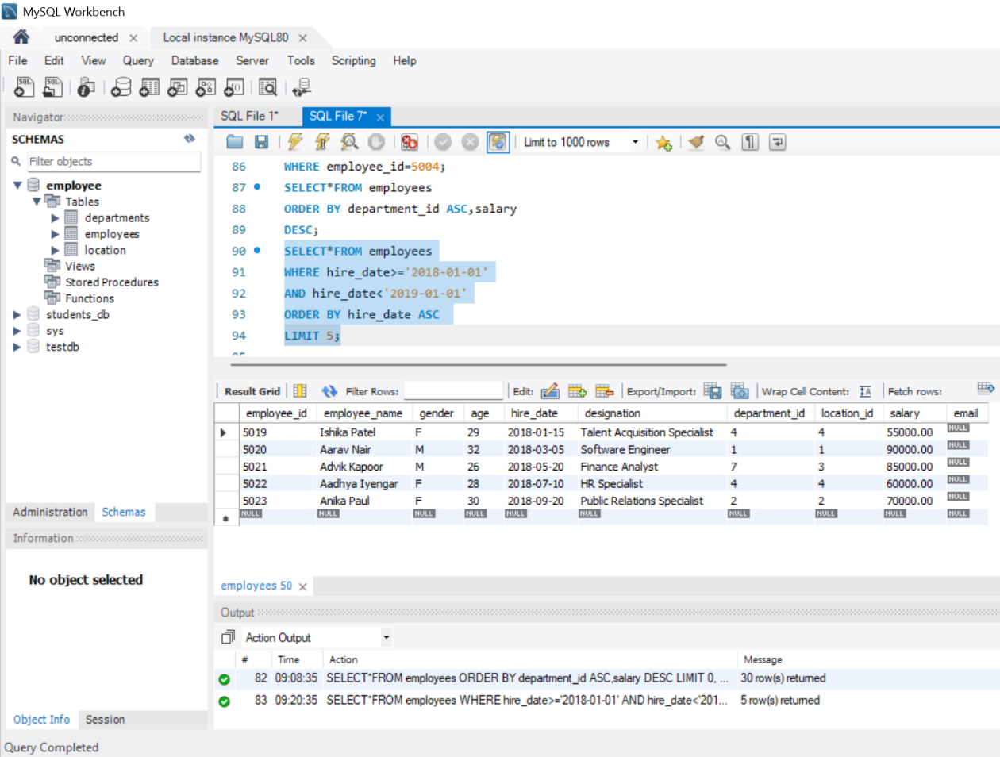 MySQL Workbench
unconnected
Local instance MySQL80
File Edit View Query Database Server Tools Scripting Help
Navigator
SCHEMAS
Filter objects
employee
Tables
departments
employees
location
Views
Stored Procedures
Functions
students_db
sys
testdb
Administration Schemas
Information
No object selected
Object Info Session
Query Completed
SQL File 1* SQL File 7*
Limit to 1000 rows
86 WHERE employee_id=5004;
87 SELECT*FROM employees
88 ORDER BY department_id ASC,salary
89 DESC;
90 SELECT*FROM employees
91 WHERE hire_date>='2018-01-01'
92 AND hire_date<'2019-01-01'
93 ORDER BY hire_date ASC
94 LIMIT 5;
95
Result Grid Filter Rows: Edit: Export/Import: Wrap Cell Content: Fetch rows:
employee_id employee_name gender age hire_date designation department_id location_id salary email
5019 Ishika Patel F 29 2018-01-15 Talent Acquisition Specialist 4 4 55000.00 NULL
5020 Aarav Nair M 32 2018-03-05 Software Engineer 1 1 90000.00 NULL
5021 Advik Kapoor M 26 2018-05-20 Finance Analyst 7 3 85000.00 NULL
5022 Aadhya Iyengar F 28 2018-07-10 HR Specialist 4 4 60000.00 NULL
5023 Anika Paul F 30 2018-09-20 Public Relations Specialist 2 2 70000.00 NULL
NULL NULL NULL NULL NULL NULL NULL NULL NULL NULL
employees 50
Output
Action Output
# Time Action Message
82 09:08:35 SELECT*FROM employees ORDER BY department_id ASC,salary DESC LIMIT 0, ... 30 row(s) returned
83 09:20:35 SELECT*FROM employees WHERE hire_date>='2018-01-01' AND hire_date<'201... 5 row(s) returned